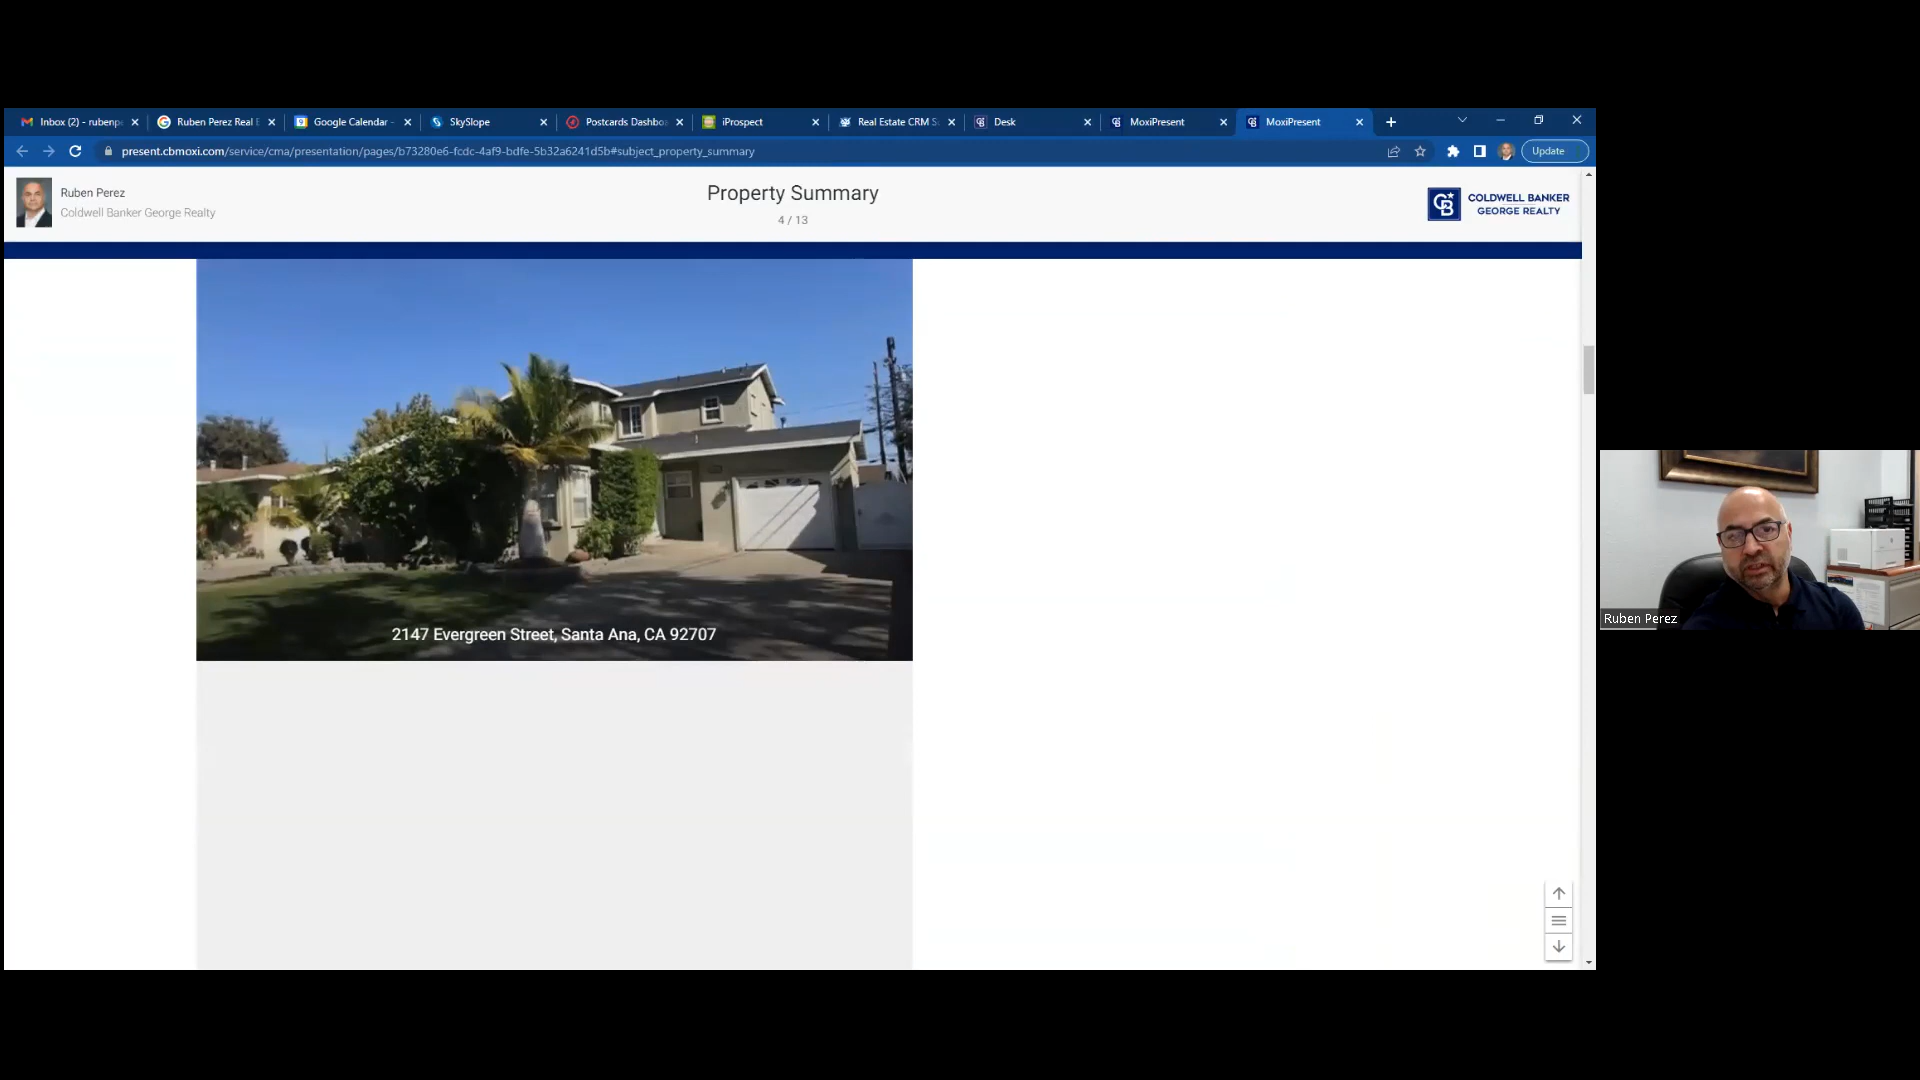 Inbox (2) - rubenp
Ruben Perez Real E
Google Calendar -
SkySlope
Postcards Dashbo
iProspect
Real Estate CRM S
Desk
MoxiPresent
MoxiPresent
present.cbmoxi.com/service/cma/presentation/pages/b73280e6-fcdc-4af9-bdfe-5b32a6241d5b#subject_property_summary
Update
Ruben Perez
Coldwell Banker George Realty
Property Summary
4 / 13
CB
COLDWELL BANKER
GEORGE REALTY
2147 Evergreen Street, Santa Ana, CA 92707
Ruben Perez